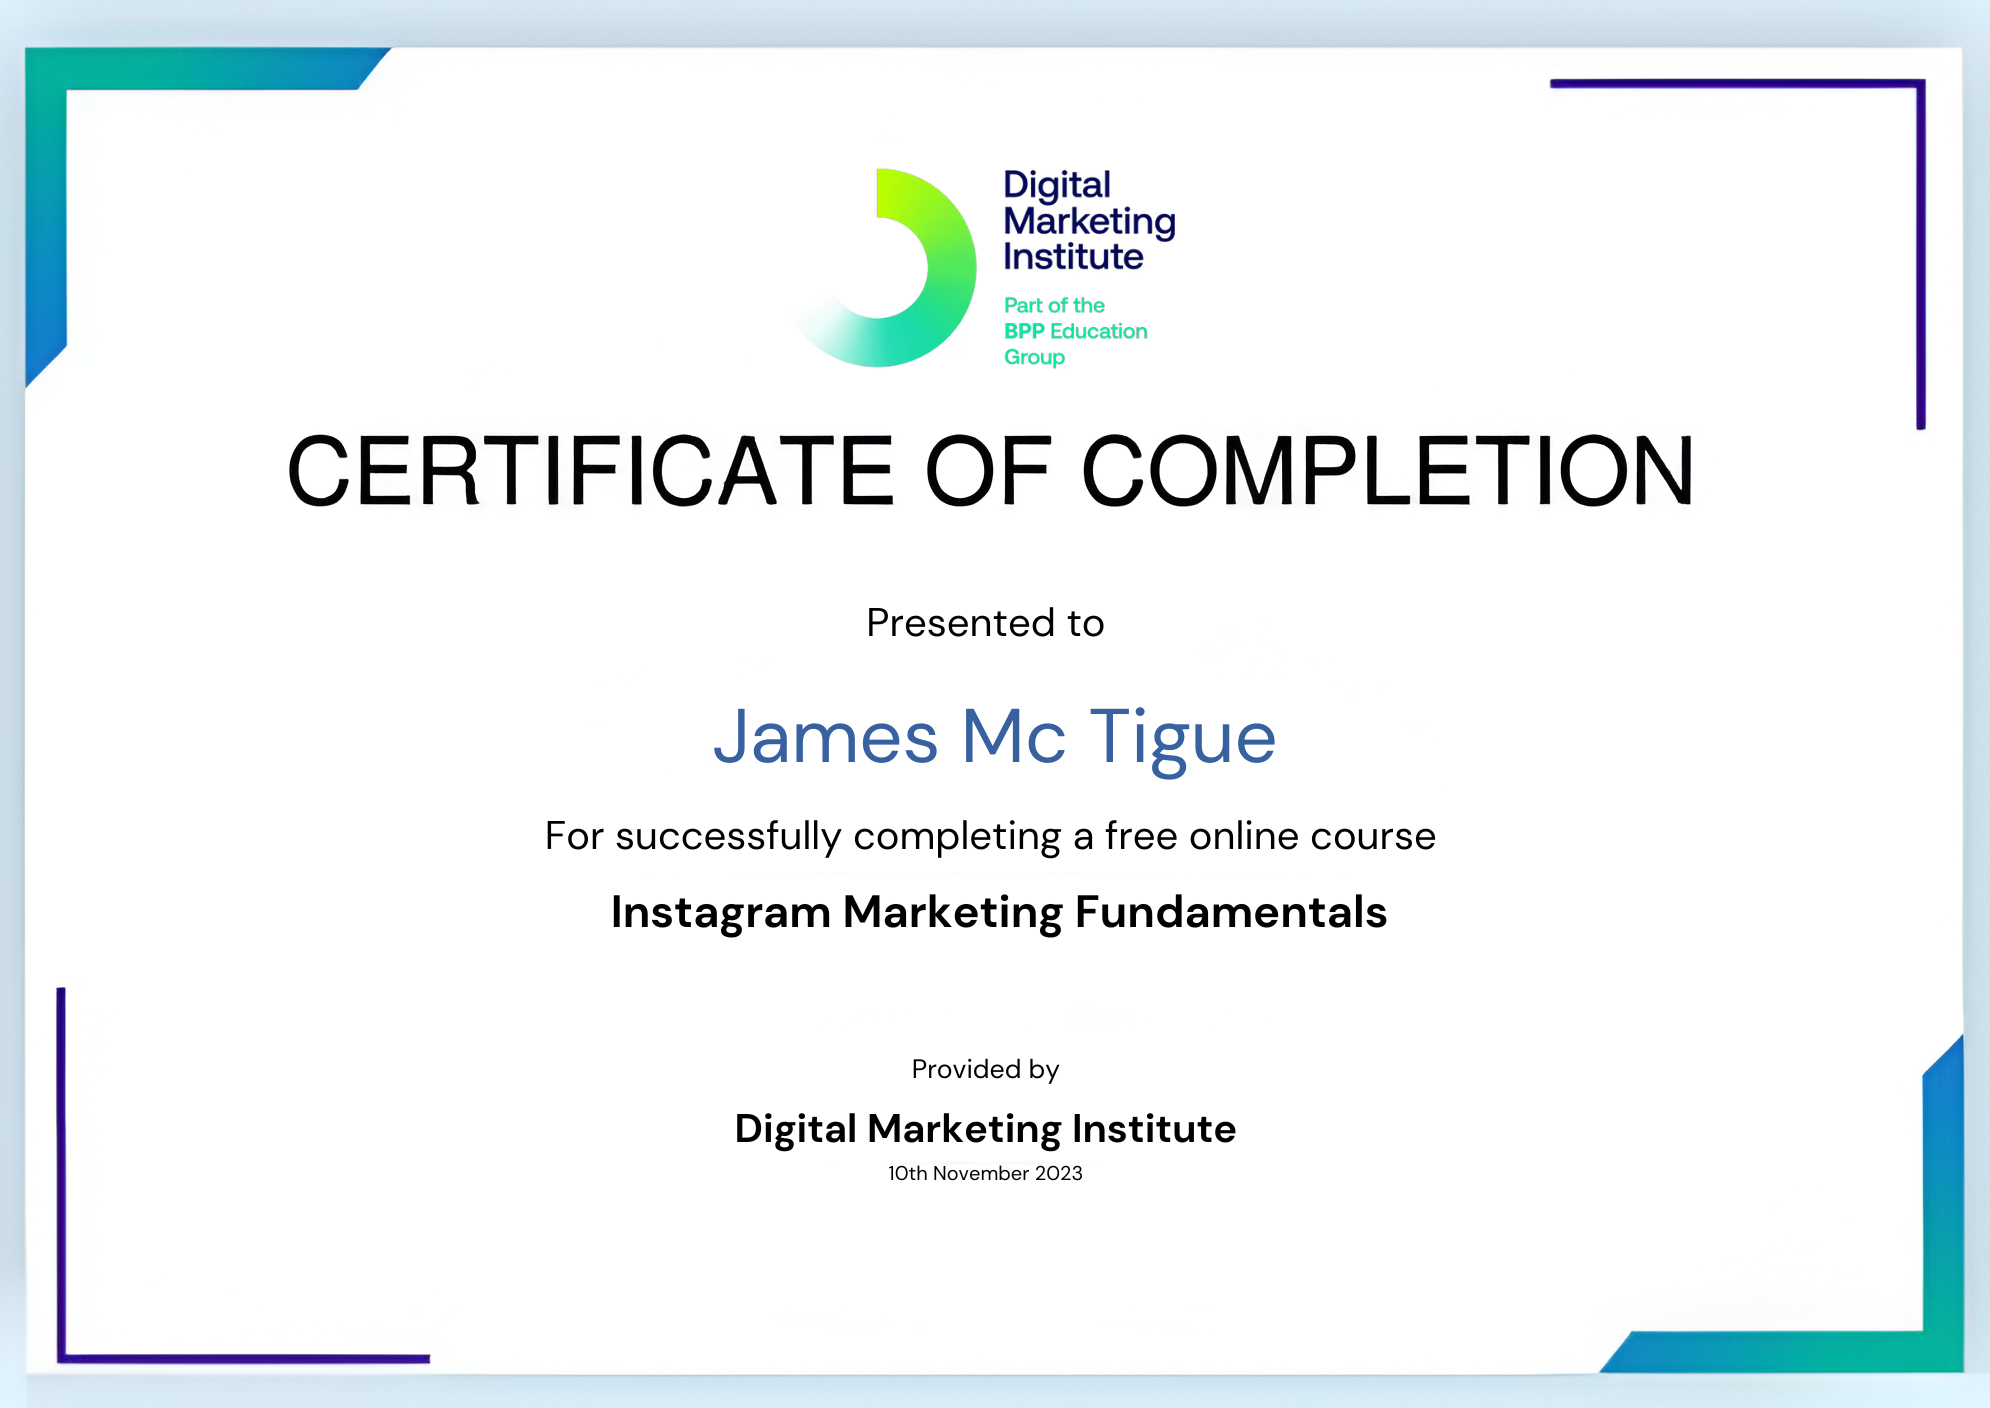 Digital
Marketing
Institute
Part of the
BPP Education
Group
CERTIFICATE OF COMPLETION
Presented to
James Mc Tigue
For successfully completing a free online course
Instagram Marketing Fundamentals
Provided by
Digital Marketing Institute
10th November 2023